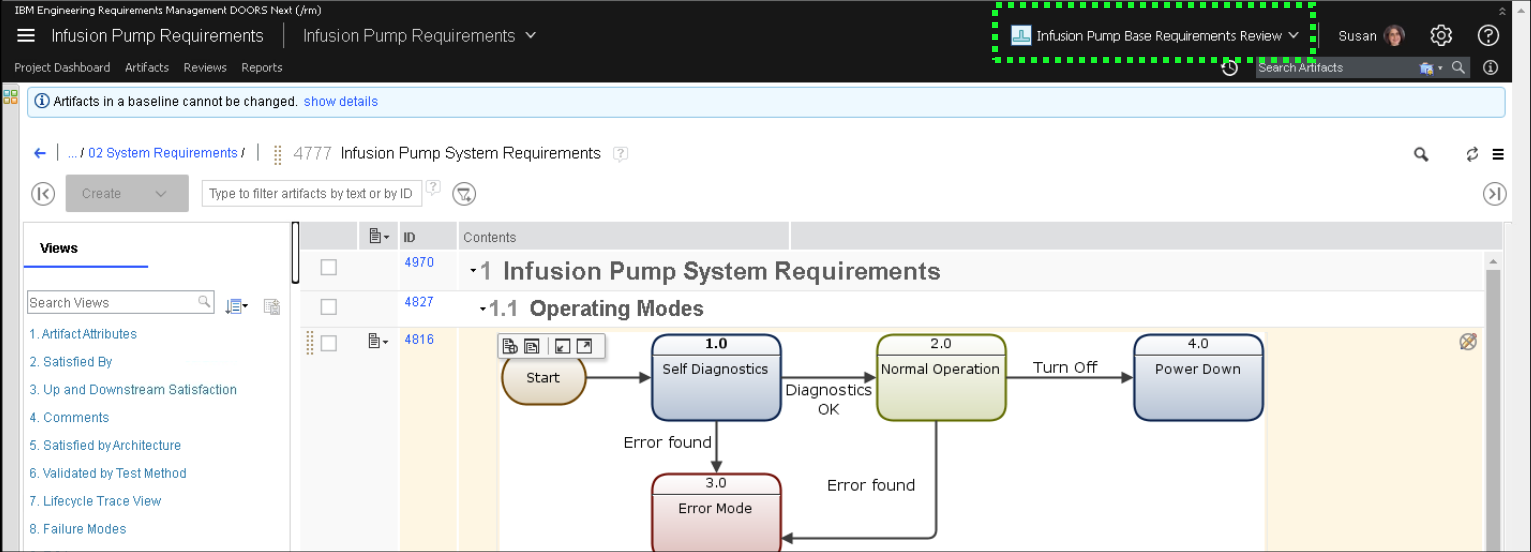 IBM Engineering Requirements Management DOORS Next (/rm)
Infusion Pump Requirements
Infusion Pump Requirements
Infusion Pump Base Requirements Review
Susan
Project Dashboard Artifacts Reviews Reports
Search Artifacts
Artifacts in a baseline cannot be changed. show details
... / 02 System Requirements / 4777 Infusion Pump System Requirements
Create
Type to filter artifacts by text or by ID
Views
Search Views
1. Artifact Attributes
2. Satisfied By
3. Up and Downstream Satisfaction
4. Comments
5. Satisfied by Architecture
6. Validated by Test Method
7. Lifecycle Trace View
8. Failure Modes
ID Contents
4970 1 Infusion Pump System Requirements
4827 1.1 Operating Modes
4816
Start
1.0
Self Diagnostics
Diagnostics
OK
2.0
Normal Operation
Turn Off
4.0
Power Down
Error found
3.0
Error Mode
Error found